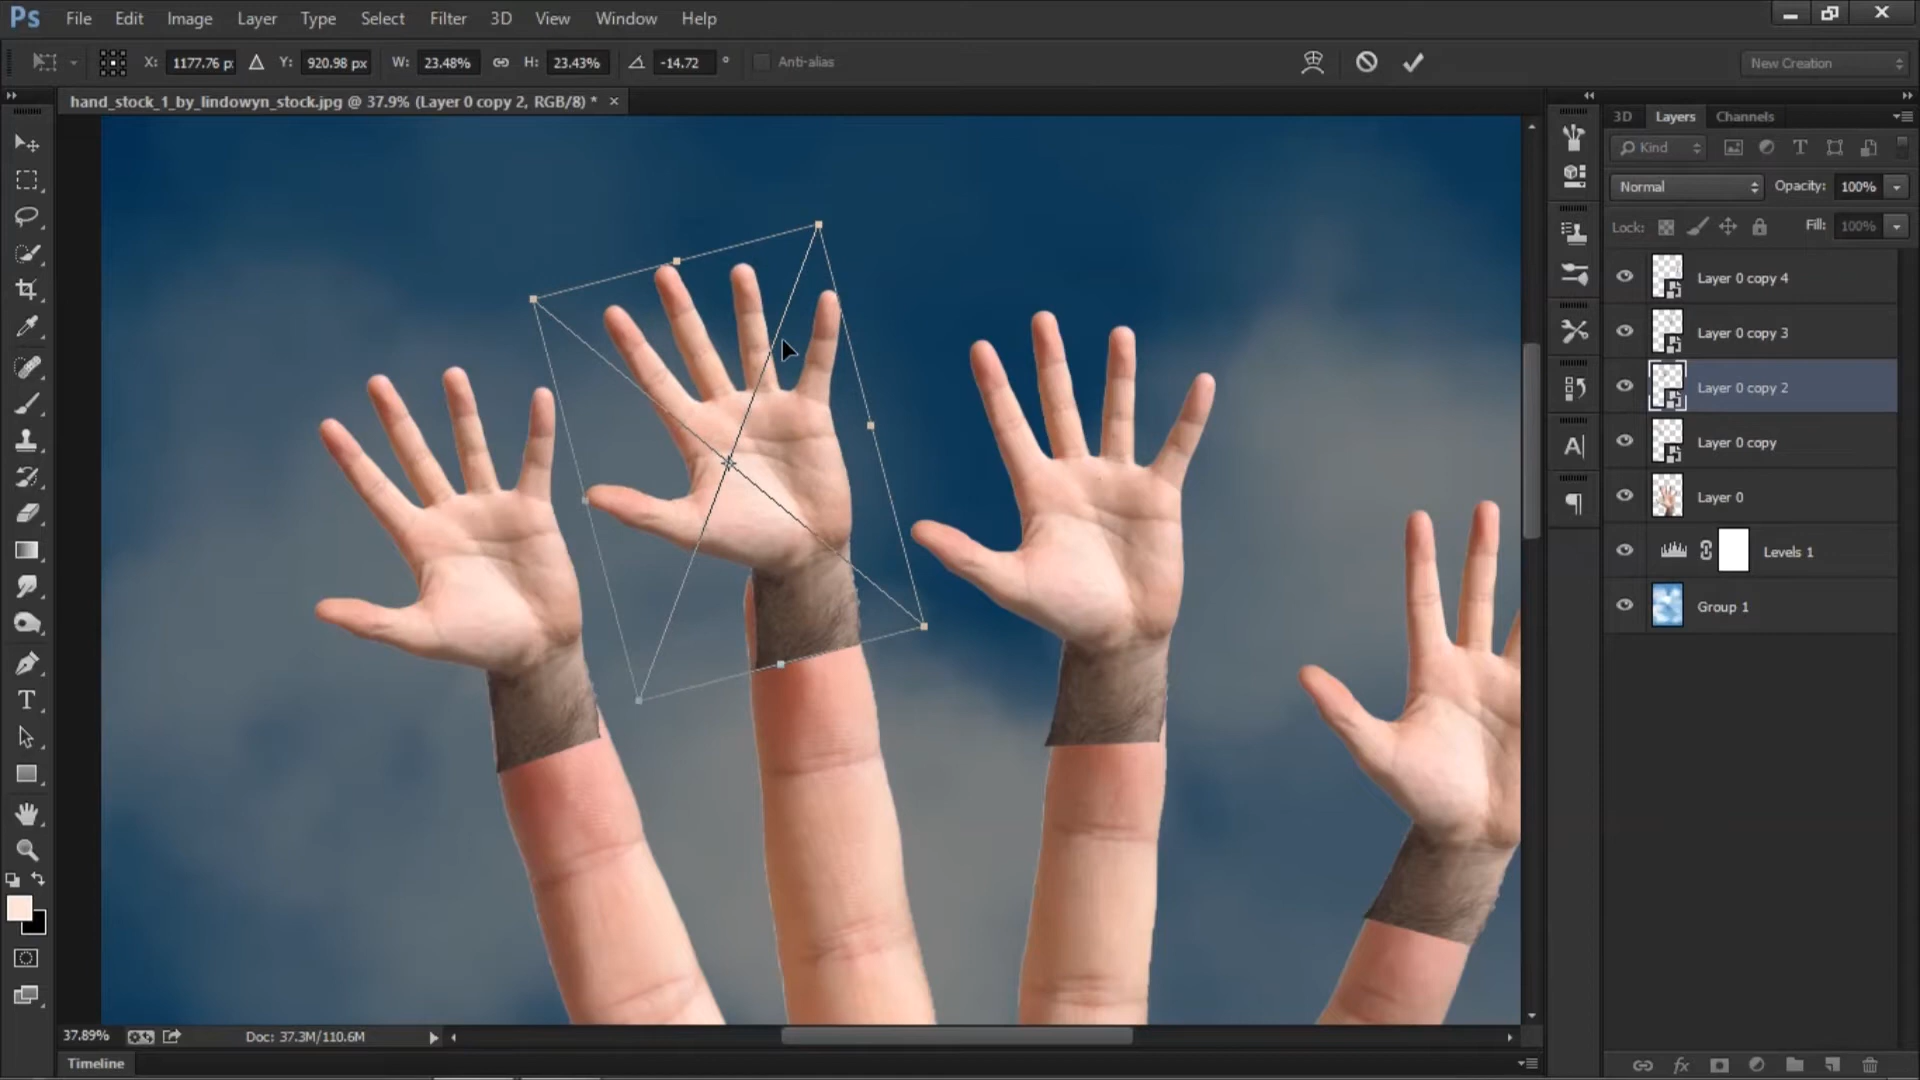 Ps File Edit Image Layer Type Select Filter 3D View Window Help
X: 1177.76 p Y: 920.98 px W: 23.48% H: 23.43% -14.72 ° Anti-alias New Creation
hand_stock_1_by_lindowyn_stock.jpg @ 37.9% (Layer 0 copy 2, RGB/8) * ×
3D Layers Channels
Kind
Normal Opacity: 100%
Lock: Fill: 100%
Layer 0 copy 4
Layer 0 copy 3
Layer 0 copy 2
Layer 0 copy
Layer 0
Levels 1
Group 1
37.89% Doc: 37.3M/110.6M
Timeline